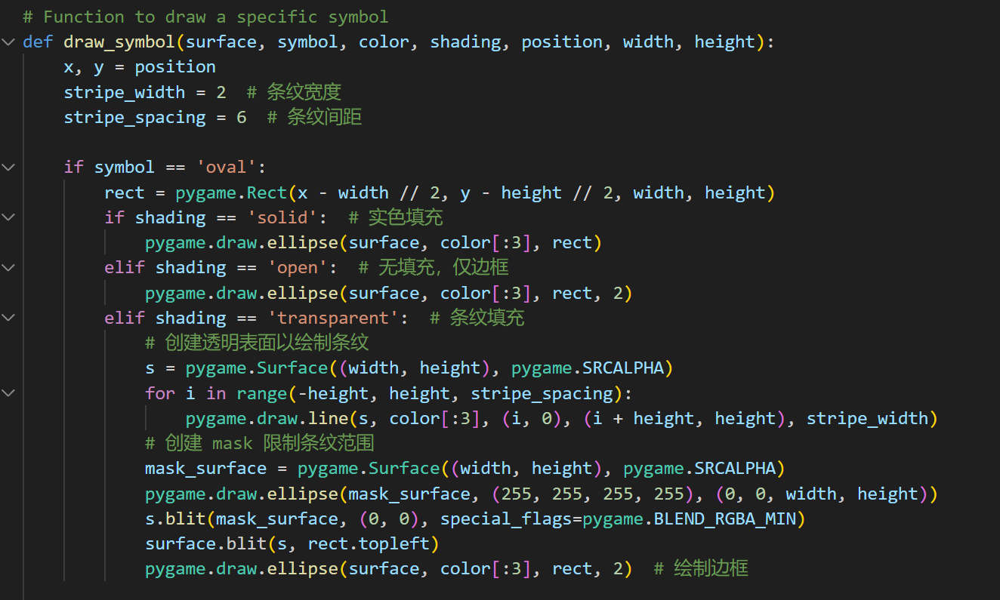 # Function to draw a specific symbol
def draw_symbol(surface, symbol, color, shading, position, width, height):
    x, y = position
    stripe_width = 2  # 条纹宽度
    stripe_spacing = 6  # 条纹间距

    if symbol == 'oval':
        rect = pygame.Rect(x - width // 2, y - height // 2, width, height)
        if shading == 'solid':  # 实色填充
            pygame.draw.ellipse(surface, color[:3], rect)
        elif shading == 'open':  # 无填充，仅边框
            pygame.draw.ellipse(surface, color[:3], rect, 2)
        elif shading == 'transparent':  # 条纹填充
            # 创建透明表面以绘制条纹
            s = pygame.Surface((width, height), pygame.SRCALPHA)
            for i in range(-height, height, stripe_spacing):
                pygame.draw.line(s, color[:3], (i, 0), (i + height, height), stripe_width)
            # 创建 mask 限制条纹范围
            mask_surface = pygame.Surface((width, height), pygame.SRCALPHA)
            pygame.draw.ellipse(mask_surface, (255, 255, 255, 255), (0, 0, width, height))
            s.blit(mask_surface, (0, 0), special_flags=pygame.BLEND_RGBA_MIN)
            surface.blit(s, rect.topleft)
            pygame.draw.ellipse(surface, color[:3], rect, 2)  # 绘制边框